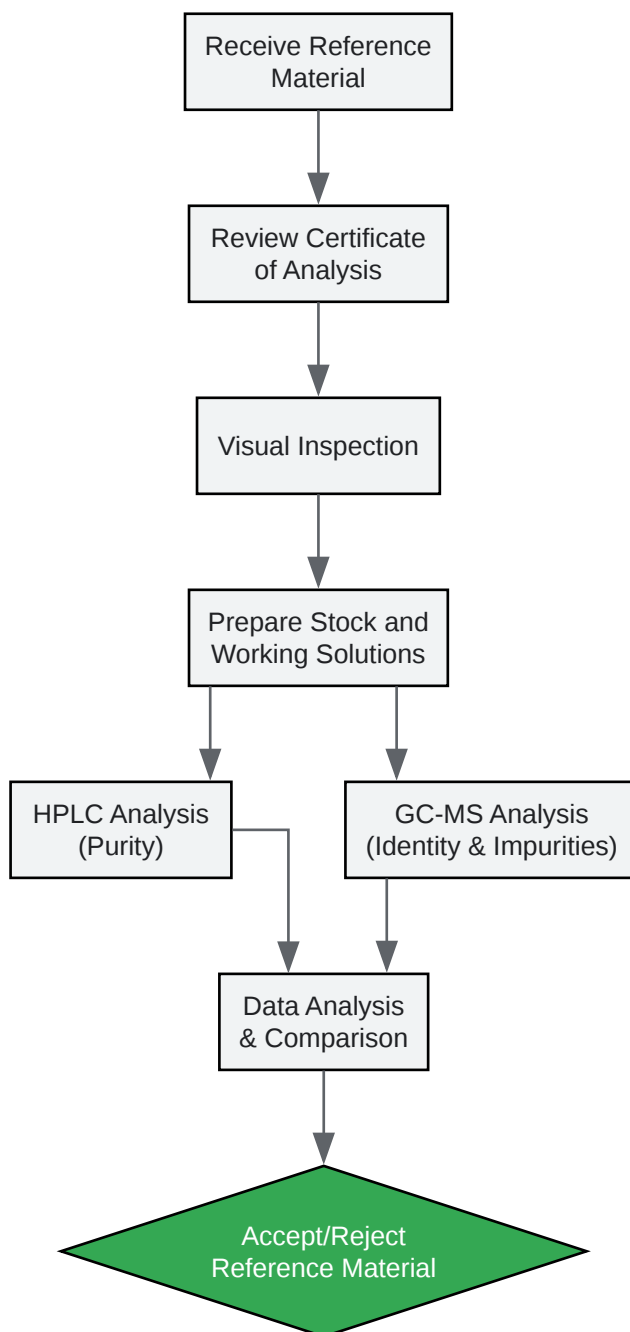 Receive Reference
Material
Review Certificate
of Analysis
Visual Inspection
Prepare Stock and
Working Solutions
HPLC Analysis
(Purity)
GC-MS Analysis
(Identity & Impurities)
Data Analysis
& Comparison
Accept/Reject
Reference Material